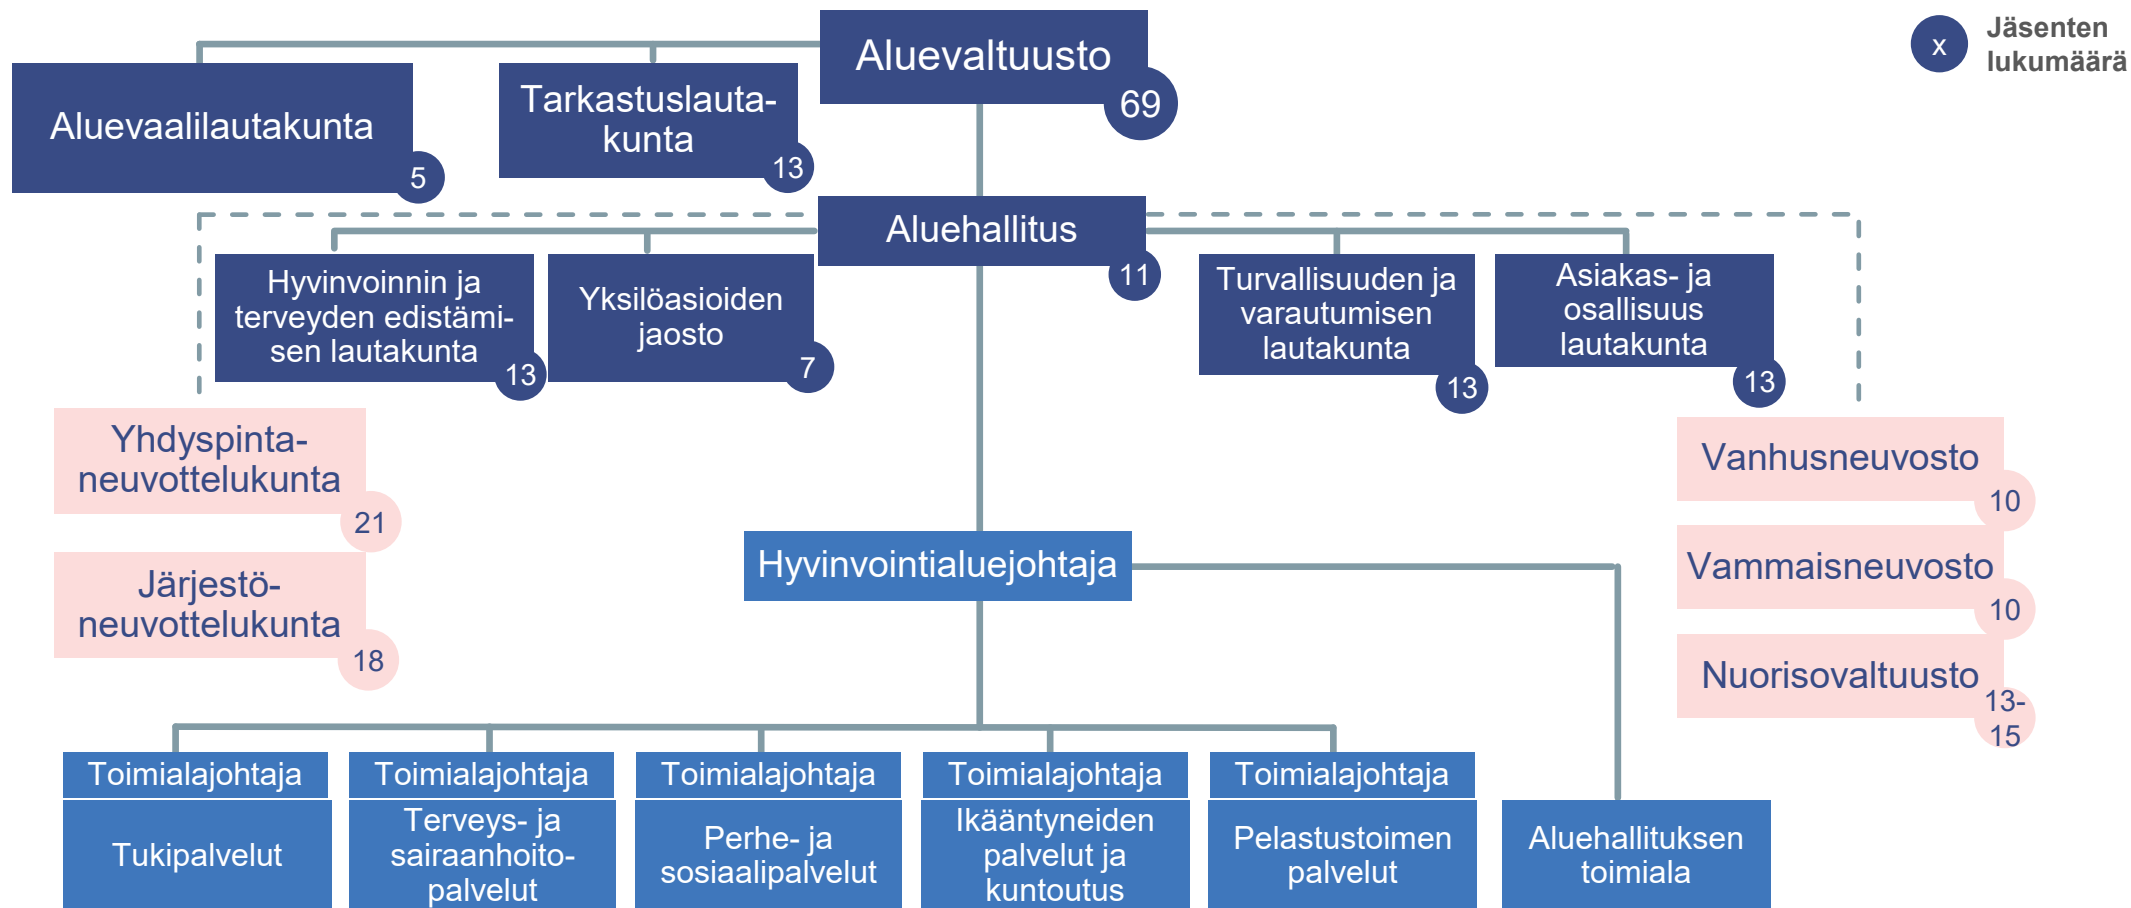 Aluevaltuusto
69
x
Jäsenten
lukumäärä
Aluevaalilautakunta
5
Tarkastuslauta-
kunta
13
Aluehallitus
11
Hyvinvoinnin ja
terveyden edistämi-
sen lautakunta
13
Yksilöasioiden
jaosto
7
Turvallisuuden ja
varautumisen
lautakunta
13
Asiakas- ja
osallisuus
lautakunta
13
Yhdyspinta-
neuvottelukunta
21
Järjestö-
neuvottelukunta
18
Vanhusneuvosto
10
Vammaisneuvosto
10
Nuorisovaltuusto
13-
15
Hyvinvointialuejohtaja
Toimialajohtaja
Tukipalvelut
Toimialajohtaja
Terveys- ja
sairaanhoito-
palvelut
Toimialajohtaja
Perhe- ja
sosiaalipalvelut
Toimialajohtaja
Ikääntyneiden
palvelut ja
kuntoutus
Toimialajohtaja
Pelastustoimen
palvelut
Aluehallituksen
toimiala